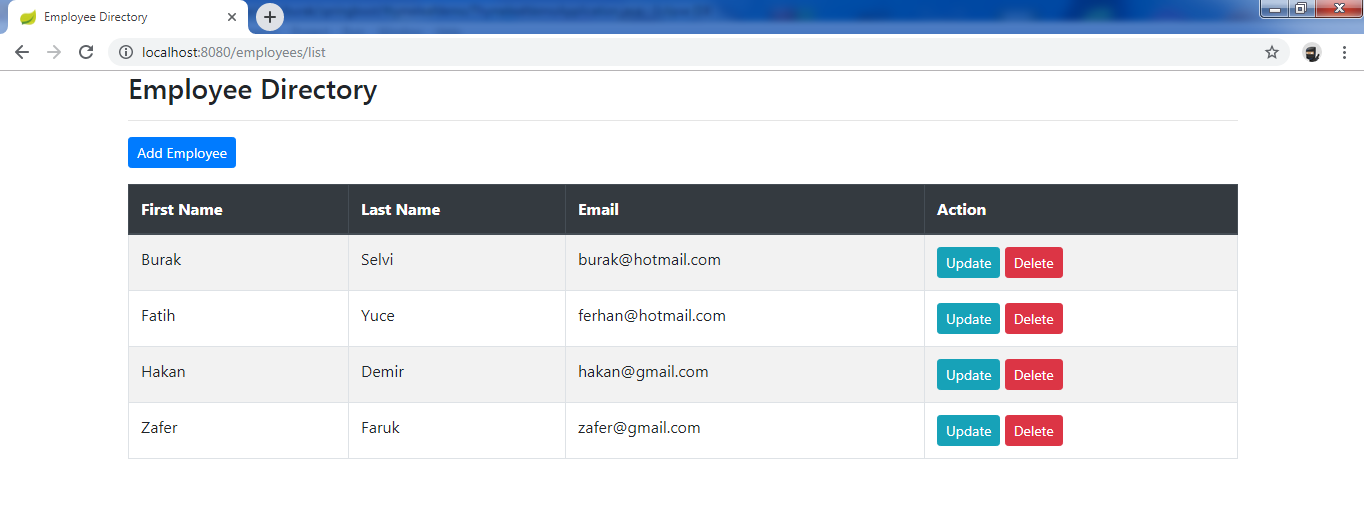 Employee Directory
localhost:8080/employees/list
Employee Directory
Add Employee
First Name Last Name Email Action
Burak Selvi burak@hotmail.com Update Delete
Fatih Yuce ferhan@hotmail.com Update Delete
Hakan Demir hakan@gmail.com Update Delete
Zafer Faruk zafer@gmail.com Update Delete